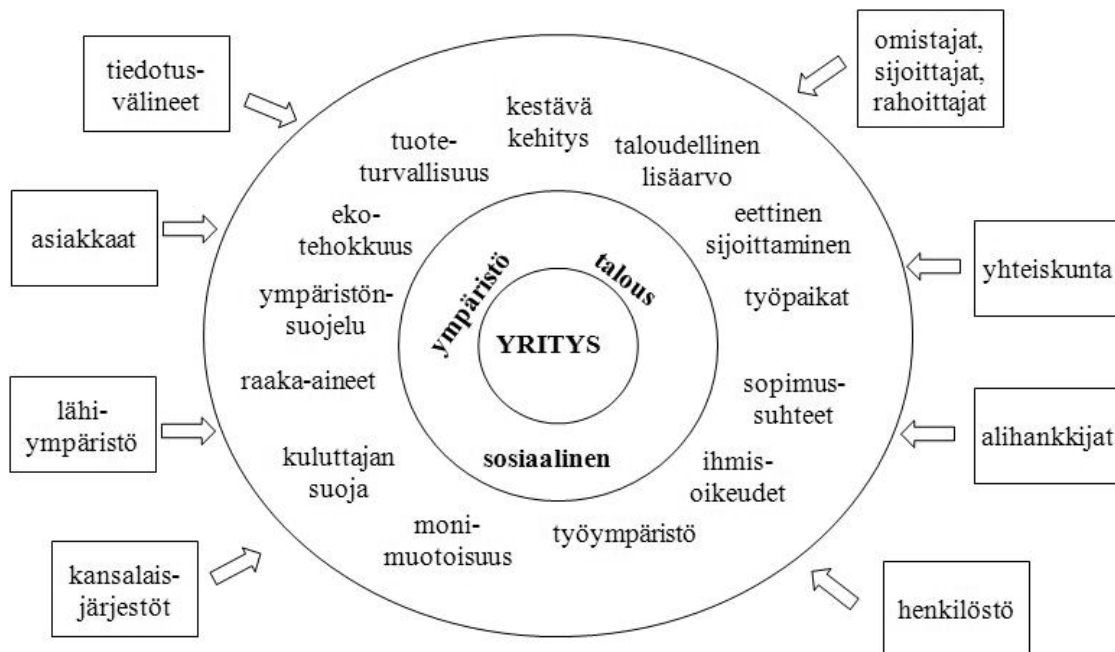 tiedotus-
välineet
omistajat,
sijoittajat,
rahoittajat
kestävä
kehitys
tuote-
turvallisuus
taloudellinen
lisäarvo
asiakkaat
eko-
tehokkuus
eettinen
sijoittaminen
yhteiskunta
ympäristö
talous
ympäristön-
suojelu
työpaikat
YRITYS
raaka-aineet
sopimus-
suhteet
lähi-
ympäristö
alihankkijat
kuluttajan
suoja
sosiaalinen
ihmis-
oikeudet
moni-
muotoisuus
työympäristö
kansalais-
järjestöt
henkilöstö